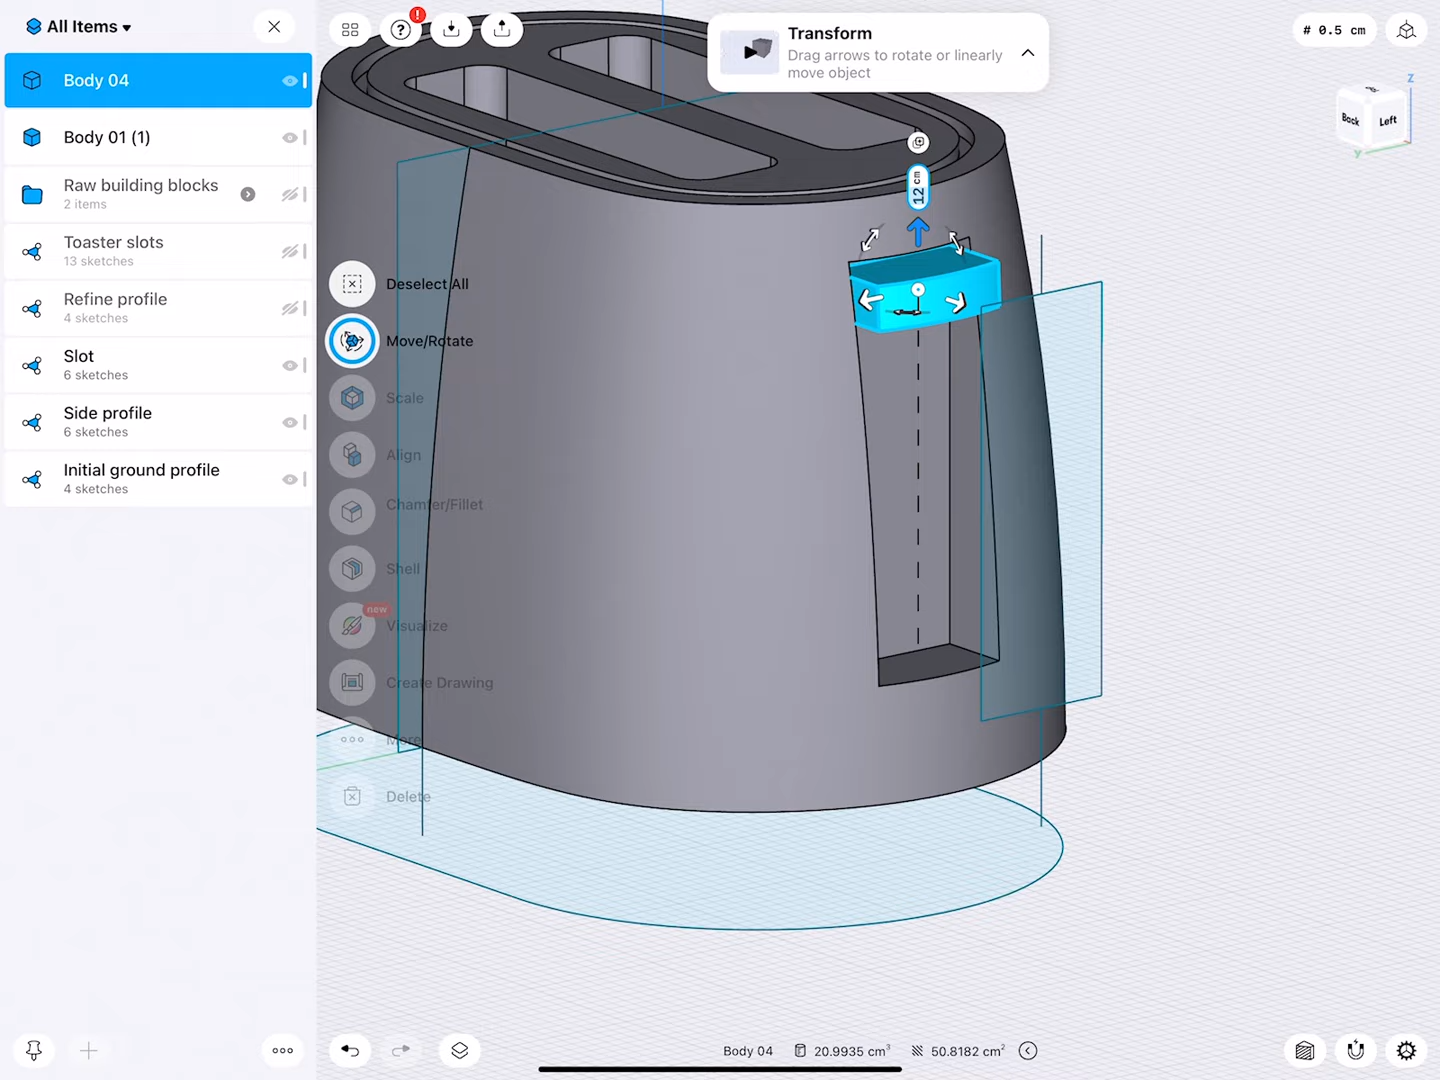 All Items
Body 04
Body 01 (1)
Raw building blocks
2 items
Toaster slots
13 sketches
Refine profile
4 sketches
Slot
6 sketches
Side profile
6 sketches
Initial ground profile
4 sketches
!
?
Transform
Drag arrows to rotate or linearly
move object
# 0.5 cm
Z
Back
Left
Y
12 cm
Deselect All
Move/Rotate
Scale
Align
Chamfer/Fillet
Shell
new
Visualize
Create Drawing
More
Delete
Body 04
20.9935 cm³
50.8182 cm²